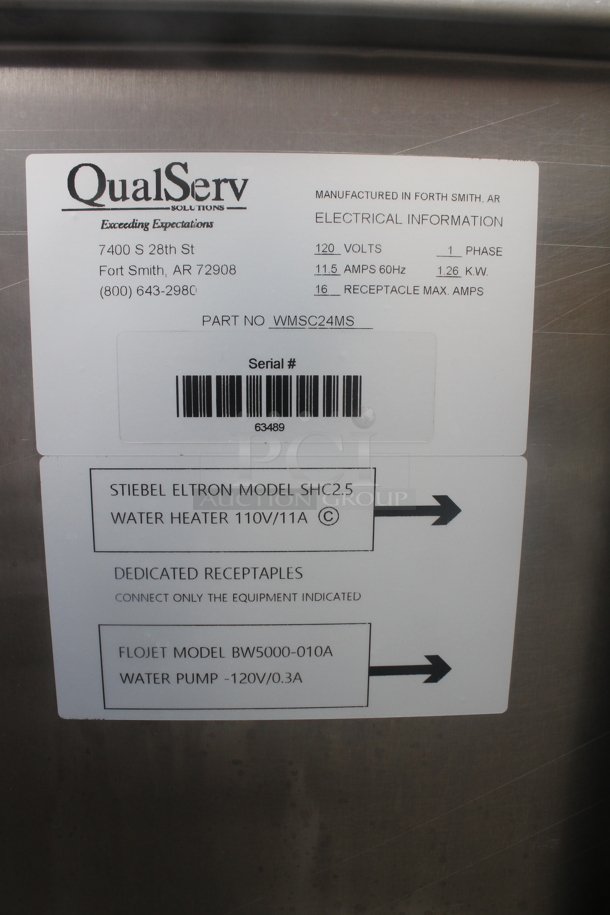 QualServ
SOLUTIONS
Exceeding Expectations
7400 S 28th St
Fort Smith, AR 72908
(800) 643-2980
MANUFACTURED IN FORTH SMITH, AR
ELECTRICAL INFORMATION
120 VOLTS 1 PHASE
11.5 AMPS 60Hz 1.26 K.W.
16 RECEPTACLE MAX. AMPS
PART NO WMSC24MS
Serial #
63489
PCI
AUCTION GROUP
STIEBEL ELTRON MODEL SHC2.5
WATER HEATER 110V/11A Ⓒ
DEDICATED RECEPTAPLES
CONNECT ONLY THE EQUIPMENT INDICATED
FLOJET MODEL BW5000-010A
WATER PUMP -120V/0.3A